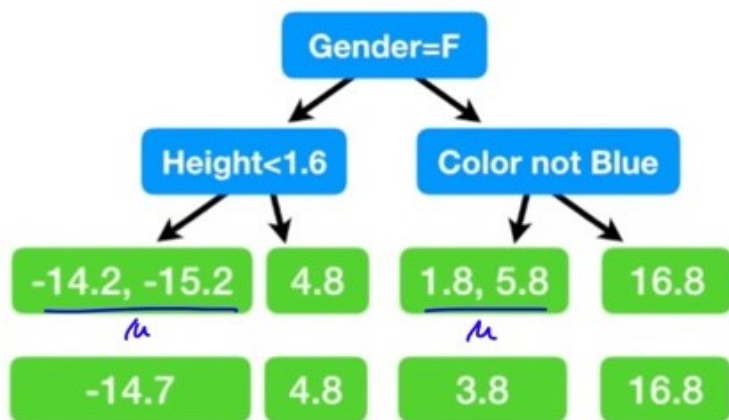 Gender=F
Height<1.6 Color not Blue
-14.2, -15.2 4.8 1.8, 5.8 16.8
μ μ
-14.7 4.8 3.8 16.8